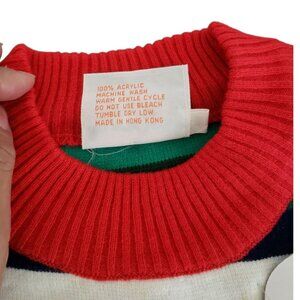 100% ACRYLIC
MACHINE WASH
WARM GENTLE CYCLE
DO NOT USE BLEACH
TUMBLE DRY LOW
MADE IN HONG KONG